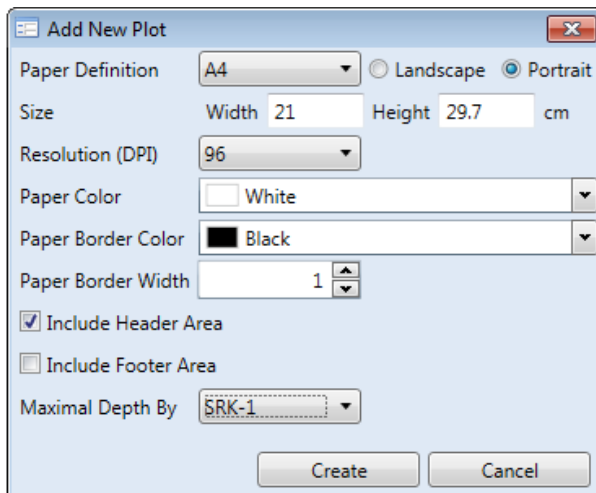 Add New Plot
Paper Definition A4 Landscape Portrait
Size Width 21 Height 29.7 cm
Resolution (DPI) 96
Paper Color White
Paper Border Color Black
Paper Border Width 1
Include Header Area
Include Footer Area
Maximal Depth By SRK-1
Create Cancel